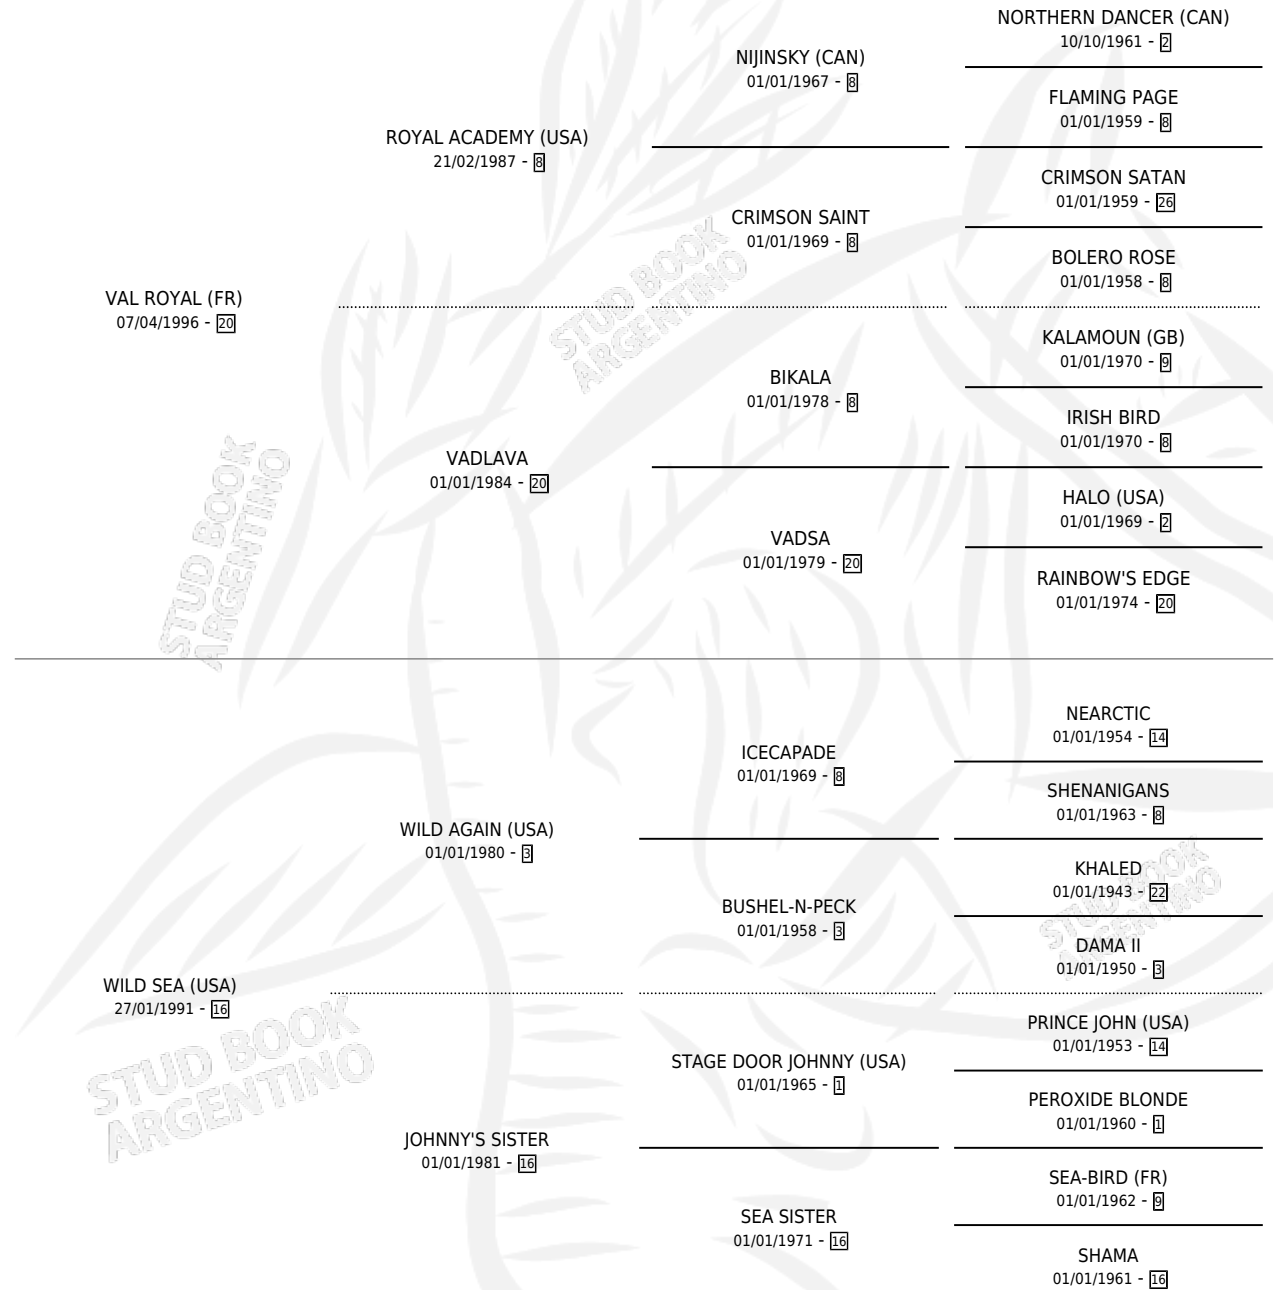 NORTHERN DANCER (CAN)
10/10/1961 - 2
NIJINSKY (CAN)
01/01/1967 - 8
FLAMING PAGE
01/01/1959 - 8
ROYAL ACADEMY (USA)
21/02/1987 - 8
CRIMSON SATAN
01/01/1959 - 26
CRIMSON SAINT
01/01/1969 - 8
BOLERO ROSE
01/01/1958 - 8
VAL ROYAL (FR)
07/04/1996 - 20
STUD BOOK
ARGENTINO
KALAMOUN (GB)
01/01/1970 - 9
BIKALA
01/01/1978 - 8
IRISH BIRD
01/01/1970 - 8
VADLAVA
01/01/1984 - 20
HALO (USA)
01/01/1969 - 2
VADSA
01/01/1979 - 20
RAINBOW'S EDGE
01/01/1974 - 20
STUD BOOK
ARGENTINO
NEARCTIC
01/01/1954 - 14
ICECAPADE
01/01/1969 - 8
SHENANIGANS
01/01/1963 - 8
WILD AGAIN (USA)
01/01/1980 - 3
KHALED
01/01/1943 - 22
BUSHEL-N-PECK
01/01/1958 - 3
DAMA II
01/01/1950 - 3
STUD BOOK
ARGENTINO
WILD SEA (USA)
27/01/1991 - 16
PRINCE JOHN (USA)
01/01/1953 - 14
STAGE DOOR JOHNNY (USA)
01/01/1965 - 1
PEROXIDE BLONDE
01/01/1960 - 1
STUD BOOK
ARGENTINO
JOHNNY'S SISTER
01/01/1981 - 16
SEA-BIRD (FR)
01/01/1962 - 9
SEA SISTER
01/01/1971 - 16
SHAMA
01/01/1961 - 16